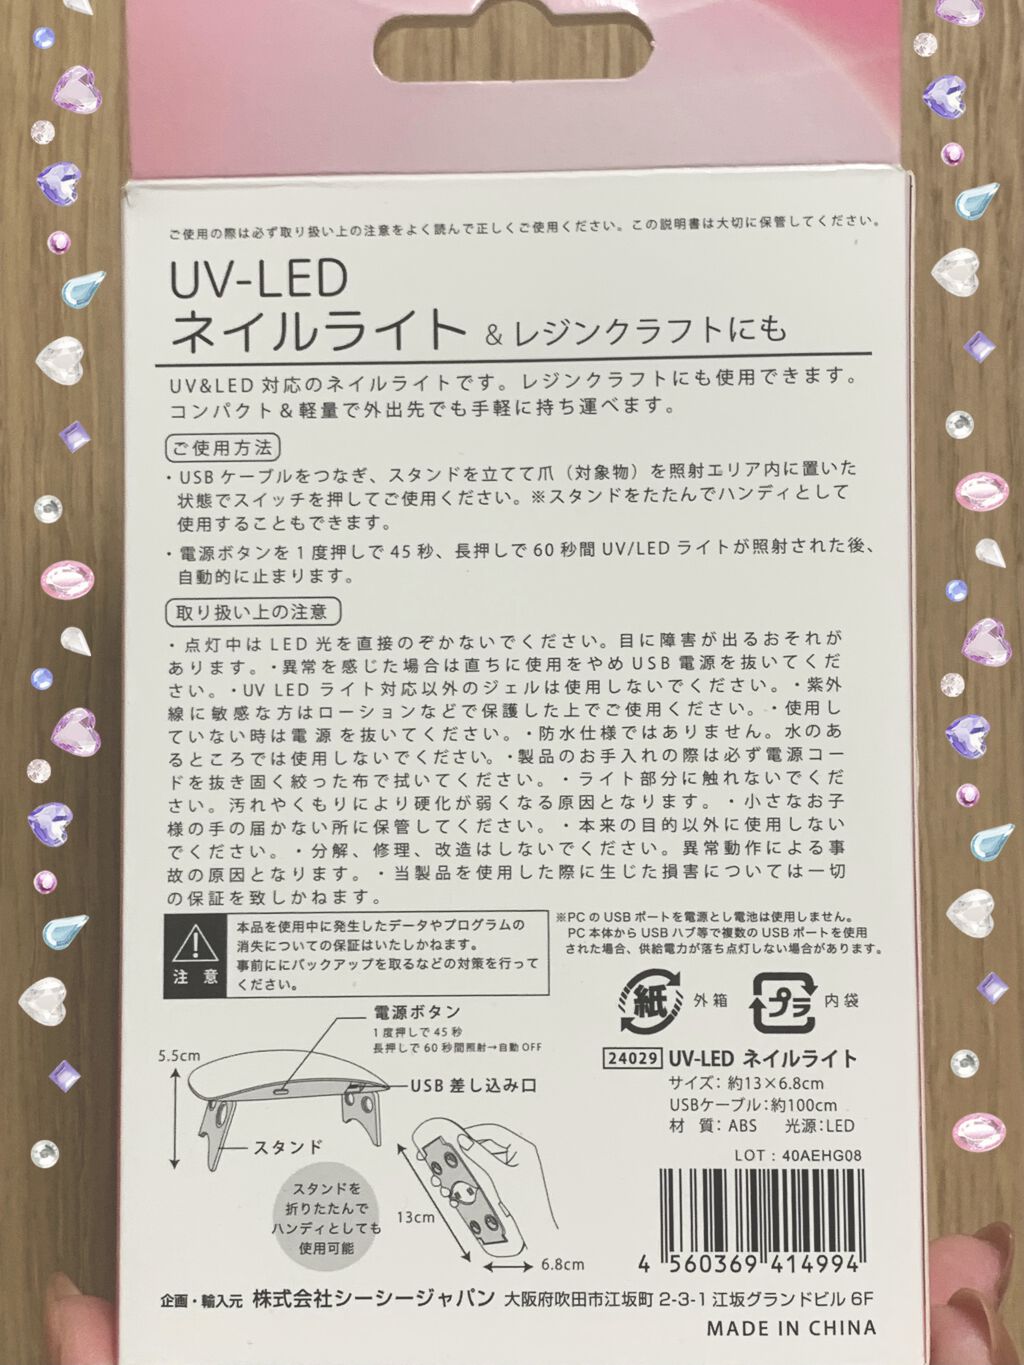 ご使用の際は必ず取り扱い上の注意をよく読んで正しくご使用ください。この説明書は大切に保管してください。
UV-LED
ネイルライト & レジンクラフトにも
UV&LED 対応のネイルライトです。レジンクラフトにも使用できます。
コンパクト＆軽量で外出先でも手軽に持ち運べます。
ご使用方法
・USB ケーブルをつなぎ、スタンドを立てて爪（対象物）を照射エリア内に置いた
状態でスイッチを押してご使用ください。※スタンドをたたんでハンディとして
使用することもできます。
・電源ボタンを 1 度押しで 45 秒、長押しで 60 秒間 UV/LED ライトが照射された後、
自動的に止まります。
取り扱い上の注意
・点灯中は LED 光を直接のぞかないでください。目に障害が出るおそれが
あります。・異常を感じた場合は直ちに使用をやめ USB 電源を抜いてくだ
さい。・UV LED ライト対応以外のジェルは使用しないでください。・紫外
線に敏感な方はローションなどで保護した上でご使用ください。・使用し
ていない時は電源を抜いてください。・防水仕様ではありません。水のあ
るところでは使用しないでください。・製品のお手入れの際は必ず電源コー
ドを抜き固く絞った布で拭いてください。・ライト部分に触れないでくだ
さい。汚れやくもりにより硬化が弱くなる原因となります。・小さなお子
様の手の届かない所に保管してください。・本来の目的以外に使用しない
でください。・分解、修理、改造はしないでください。異常動作による事
故の原因となります。・当製品を使用した際に生じた損害については一切
の保証を致しかねます。
注 意
本品を使用中に発生したデータやプログラムの
消失についての保証はいたしかねます。
事前ににバックアップを取るなどの対策を行って
ください。
※PC の USB ポートを電源とし電池は使用しません。
PC 本体から USB ハブ等で複数の USB ポートを使用
された場合、供給電力が落ち点灯しない場合があります。
紙 外箱 プラ 内袋
電源ボタン
1 度押しで 45 秒
長押しで 60 秒間照射→自動 OFF
5.5cm
USB 差し込み口
スタンド
スタンドを
折りたたんで
ハンディとしても
使用可能
13cm
6.8cm
24029 UV-LED ネイルライト
サイズ：約13×6.8cm
USBケーブル：約100cm
材 質：ABS 光源：LED
LOT : 40AEHG08
4 560369 414994
企画・輸入元 株式会社シーシージャパン 大阪府吹田市江坂町 2-3-1 江坂グランドビル 6F
MADE IN CHINA